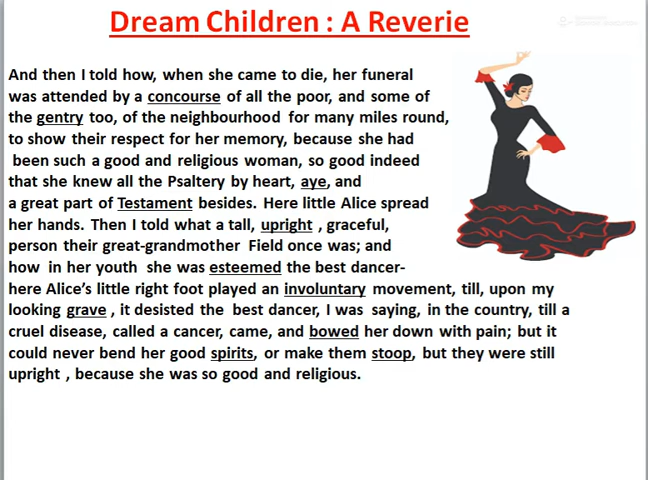 Dream Children : A Reverie
And then I told how, when she came to die, her funeral
was attended by a concourse of all the poor, and some of
the gentry too, of the neighbourhood for many miles round,
to show their respect for her memory, because she had
been such a good and religious woman, so good indeed
that she knew all the Psaltery by heart, aye, and
a great part of Testament besides. Here little Alice spread
her hands. Then I told what a tall, upright , graceful,
person their great-grandmother Field once was; and
how in her youth she was esteemed the best dancer-
here Alice's little right foot played an involuntary movement, till, upon my
looking grave , it desisted the best dancer, I was saying, in the country, till a
cruel disease, called a cancer, came, and bowed her down with pain; but it
could never bend her good spirits, or make them stoop, but they were still
upright , because she was so good and religious.